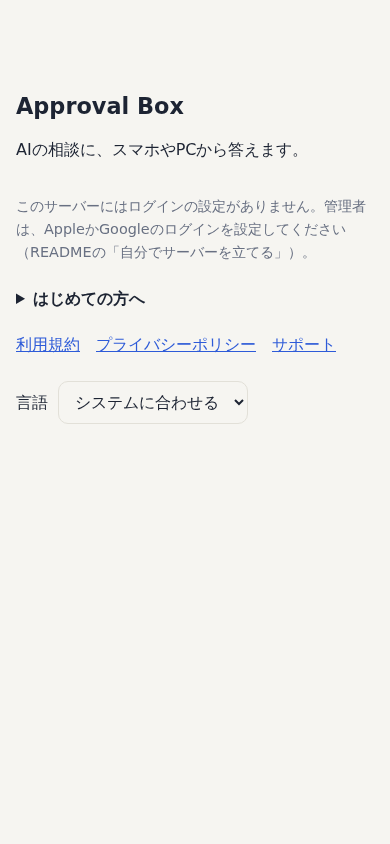 Approval Box
AIの相談に、スマホやPCから答えます。
このサーバーにはログインの設定がありません。管理者
は、AppleかGoogleのログインを設定してください
（READMEの「自分でサーバーを立てる」）。
▶ はじめての方へ
利用規約 プライバシーポリシー サポート
言語 システムに合わせる